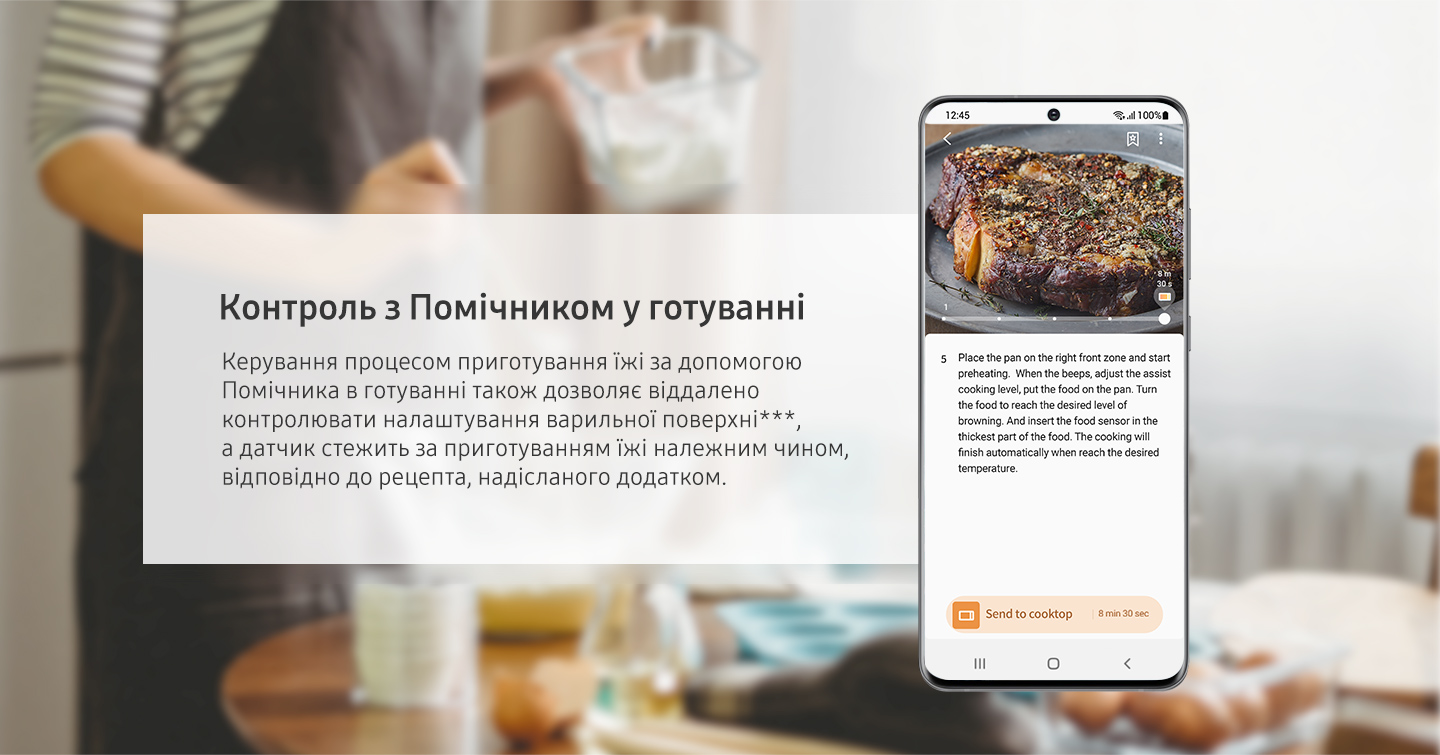 Контроль з Помічником у готуванні
Керування процесом приготування їжі за допомогою
Помічника в готуванні також дозволяє віддалено
контролювати налаштування варильної поверхні***,
а датчик стежить за приготуванням їжі належним чином,
відповідно до рецепта, надісланого додатком.
12:45
100%
8 m
30 s
1
5 Place the pan on the right front zone and start
preheating. When the beeps, adjust the assist
cooking level, put the food on the pan. Turn
the food to reach the desired level of
browning. And insert the food sensor in the
thickest part of the food. The cooking will
finish automatically when reach the desired
temperature.
Send to cooktop | 8 min 30 sec